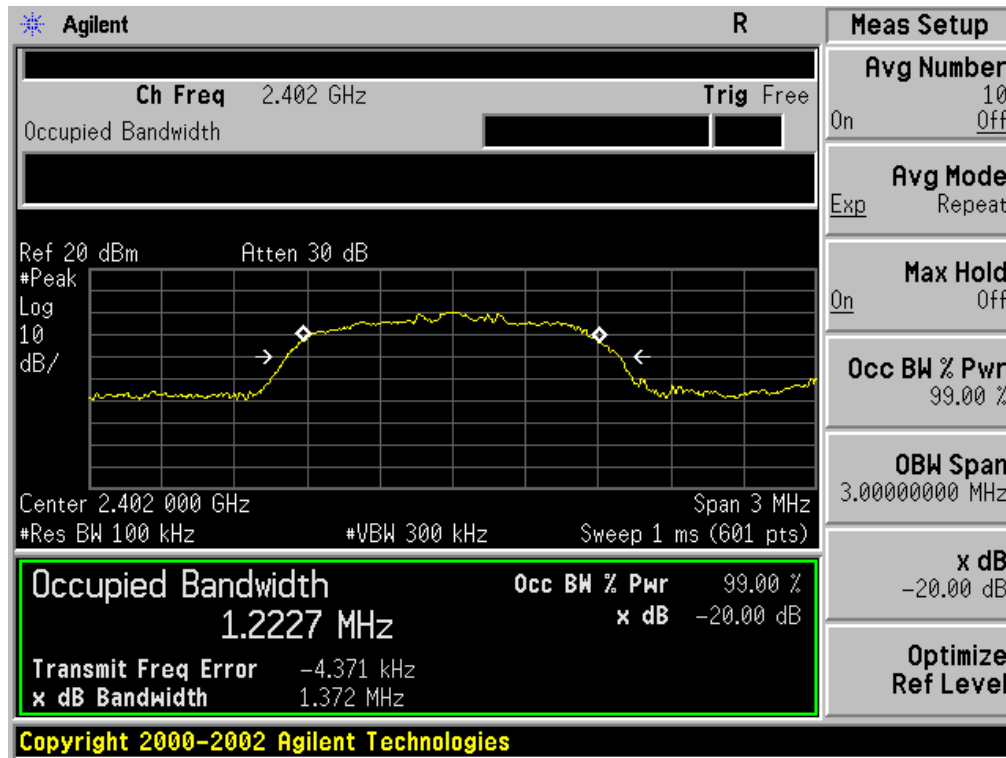 Agilent R
Ch Freq 2.402 GHz Trig Free
Occupied Bandwidth
Ref 20 dBm Atten 30 dB
#Peak
Log
10
dB/
Center 2.402 000 GHz Span 3 MHz
#Res BW 100 kHz #VBW 300 kHz Sweep 1 ms (601 pts)
Occupied Bandwidth
1.2227 MHz
Occ BW % Pwr 99.00 %
x dB -20.00 dB
Transmit Freq Error -4.371 kHz
x dB Bandwidth 1.372 MHz
Copyright 2000-2002 Agilent Technologies
Meas Setup
Avg Number
10
On Off
Avg Mode
Exp Repeat
Max Hold
On Off
Occ BW % Pwr
99.00 %
OBW Span
3.00000000 MHz
x dB
-20.00 dB
Optimize
Ref Level